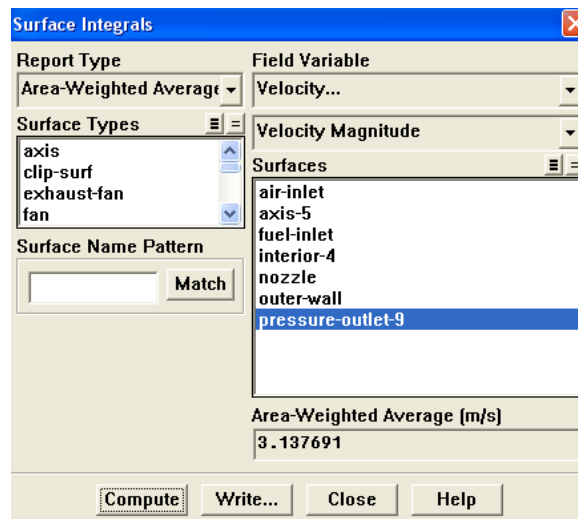 Surface Integrals
Report Type
Area-Weighted Average
Surface Types
axis
clip-surf
exhaust-fan
fan
Surface Name Pattern
Match
Field Variable
Velocity...
Velocity Magnitude
Surfaces
air-inlet
axis-5
fuel-inlet
interior-4
nozzle
outer-wall
pressure-outlet-9
Area-Weighted Average (m/s)
3.137691
Compute
Write...
Close
Help